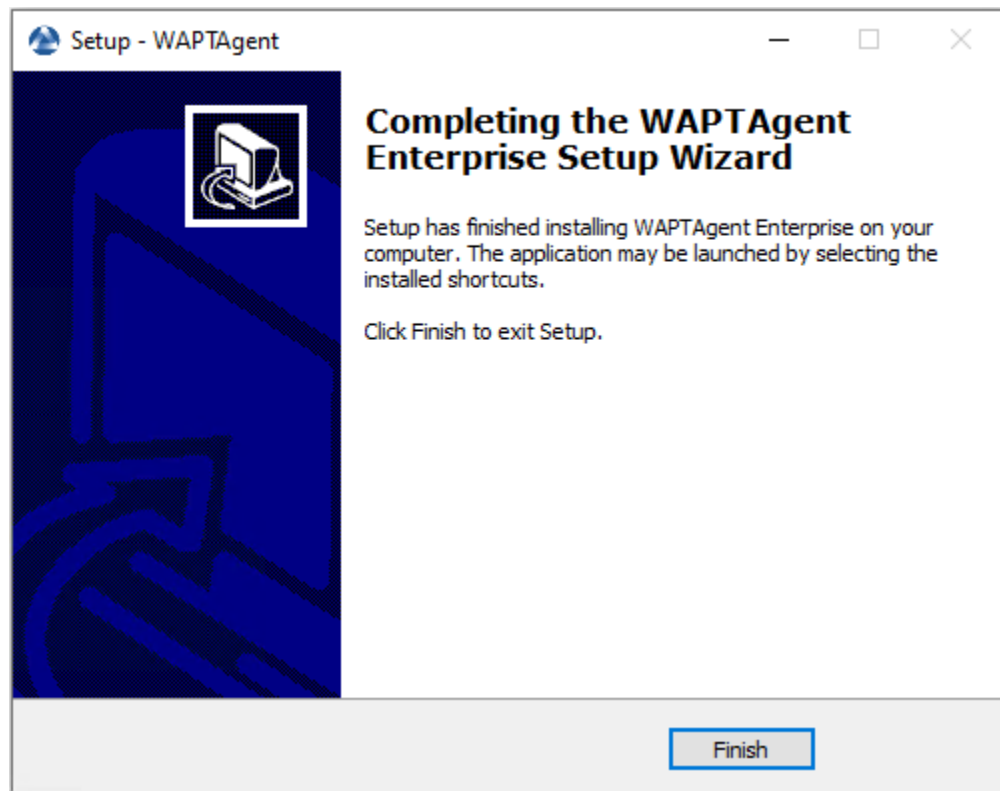 Setup - WAPTAgent
Completing the WAPTAgent
Enterprise Setup Wizard
Setup has finished installing WAPTAgent Enterprise on your
computer. The application may be launched by selecting the
installed shortcuts.
Click Finish to exit Setup.
Finish